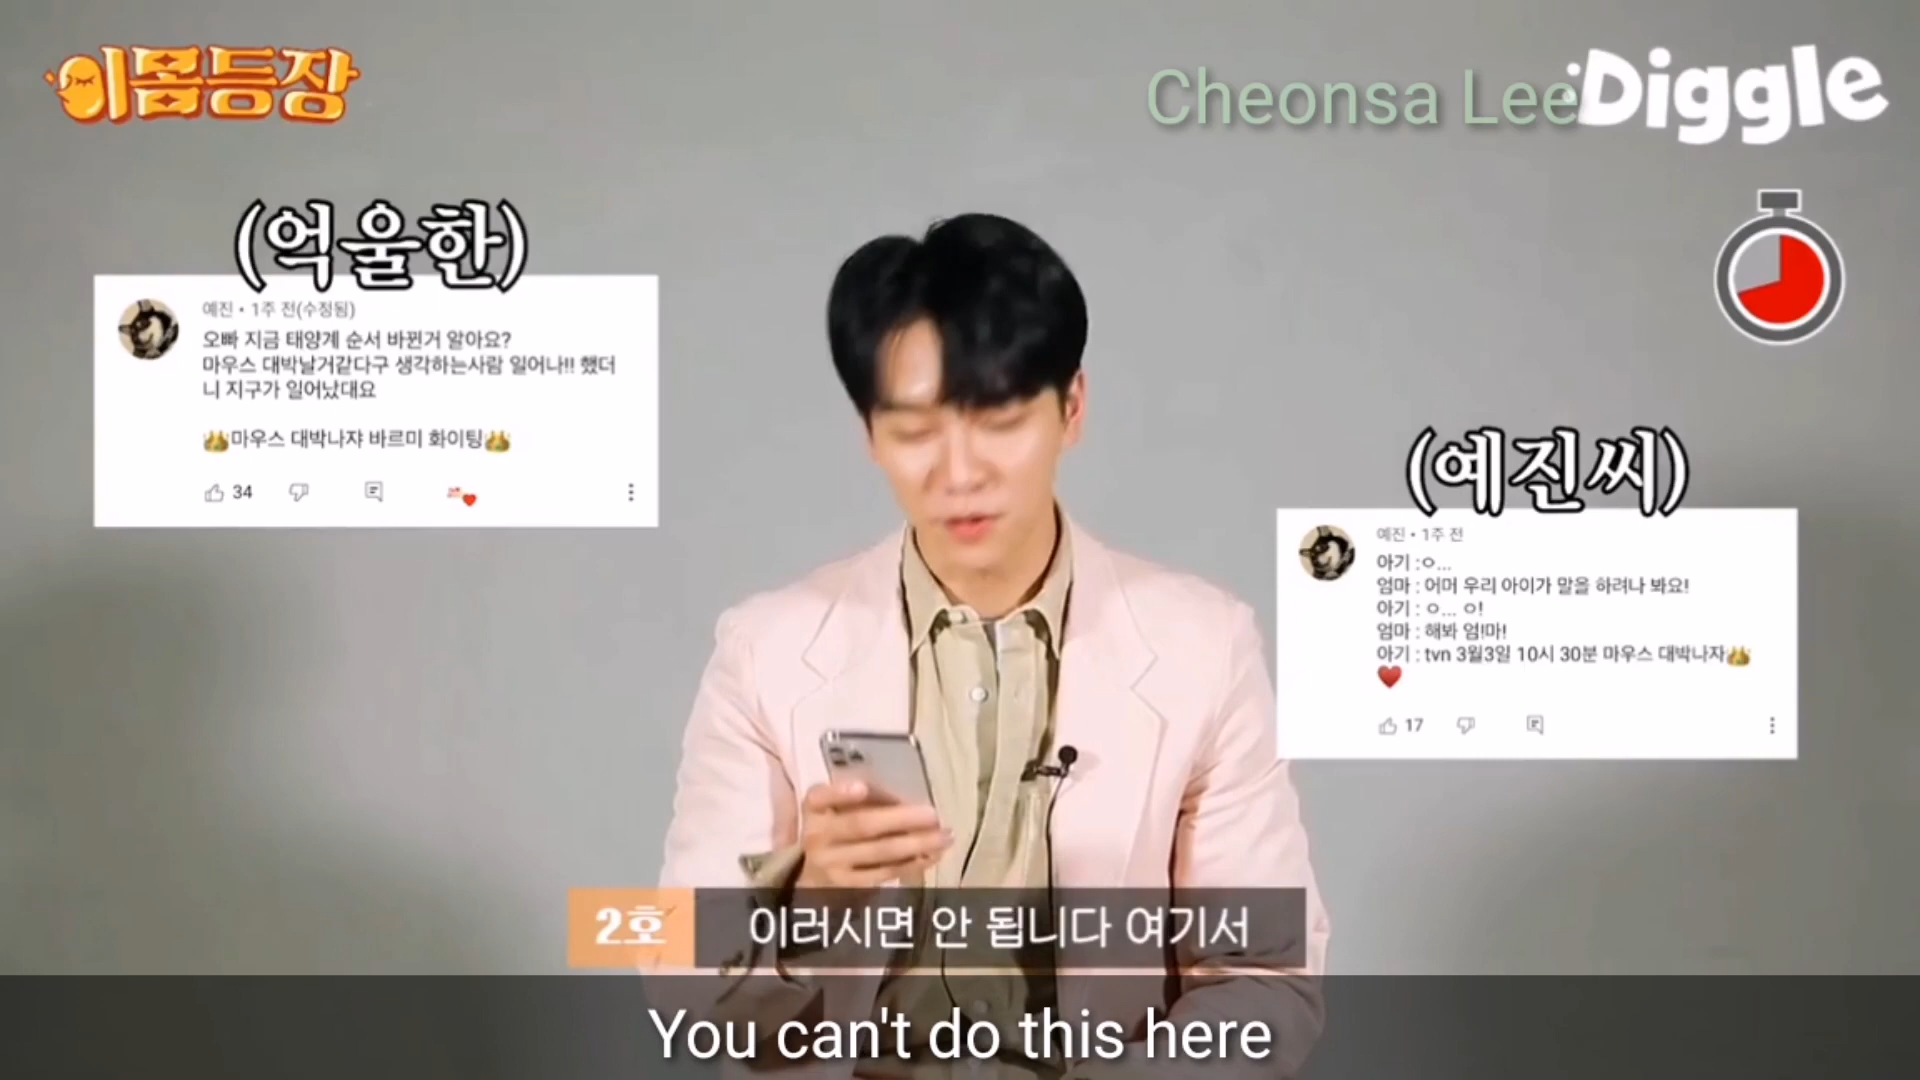 이몸등장
Cheonsa Lee
Diggle
(억울한)
예진 • 1주 전(수정됨)
오빠 지금 태양계 순서 바뀐거 알아요?
마우스 대박날거같다구 생각하는사람 일어나!! 했더
니 지구가 일어났대요
마우스 대박나쟈 바르미 화이팅
34
(예진씨)
예진 • 1주 전
아기 :ㅇ...
엄마 : 어머 우리 아이가 말을 하려나 봐요!
아기 : ㅇ... ㅇ!
엄마 : 해봐 엄!마!
아기 : tvn 3월3일 10시 30분 마우스 대박나자
17
2호 이러시면 안 됩니다 여기서
You can't do this here